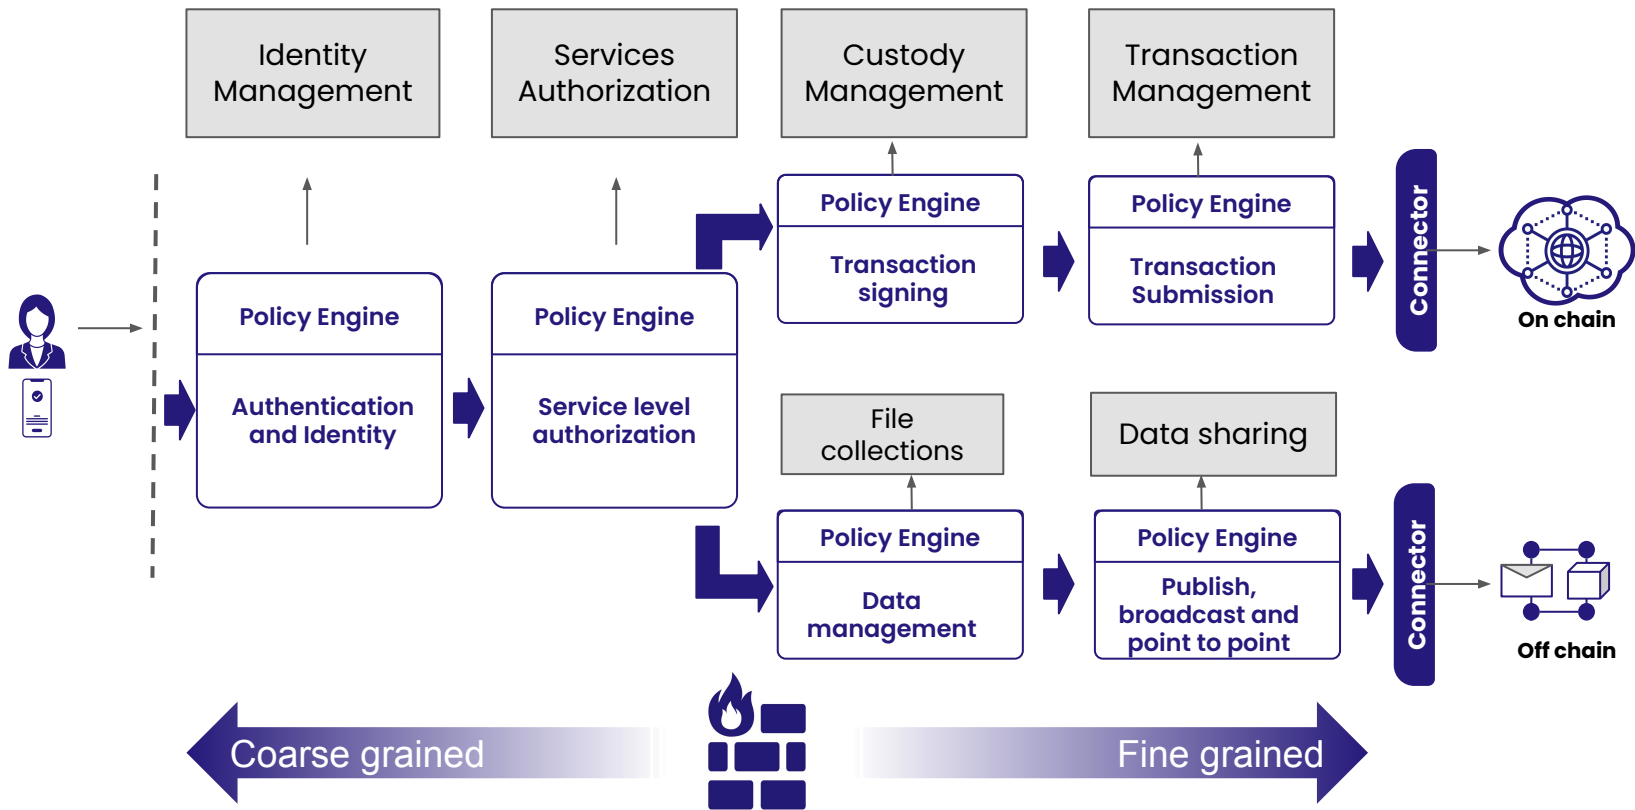 Identity
Management
Services
Authorization
Custody
Management
Transaction
Management
Policy Engine
Authentication
and Identity
Policy Engine
Service level
authorization
Policy Engine
Transaction
signing
Policy Engine
Transaction
Submission
Connector
On chain
File
collections
Data sharing
Policy Engine
Data
management
Policy Engine
Publish,
broadcast and
point to point
Connector
Off chain
Coarse grained
Fine grained